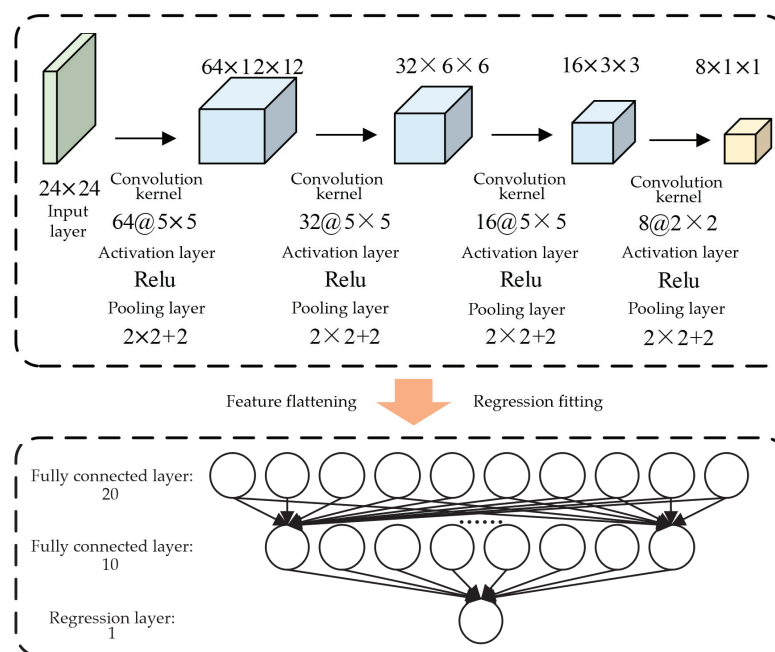 64×12×12
32×6×6
16×3×3
8×1×1
24×24
Input
layer
Convolution
kernel
64@5×5
Activation layer
Relu
Pooling layer
2×2+2
Convolution
kernel
32@5×5
Activation layer
Relu
Pooling layer
2×2+2
Convolution
kernel
16@5×5
Activation layer
Relu
Pooling layer
2×2+2
Convolution
kernel
8@2×2
Activation layer
Relu
Pooling layer
2×2+2
Feature flattening
Regression fitting
Fully connected layer:
20
......
Fully connected layer:
10
Regression layer:
1